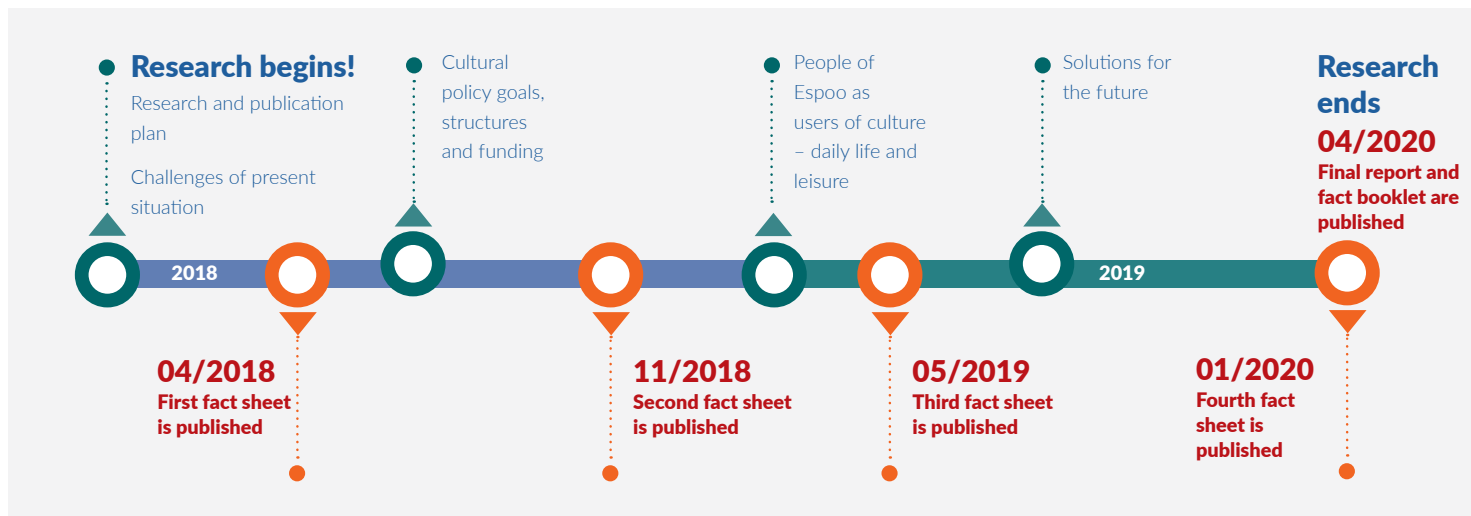 Research begins!
Research and publication
plan
Challenges of present
situation
Cultural
policy goals,
structures
and funding
People of
Espoo as
users of culture
– daily life and
leisure
Solutions for
the future
Research
ends
04/2020
Final report and
fact booklet are
published
2018
2019
04/2018
First fact sheet
is published
11/2018
Second fact sheet
is published
05/2019
Third fact sheet
is published
01/2020
Fourth fact
sheet is
published